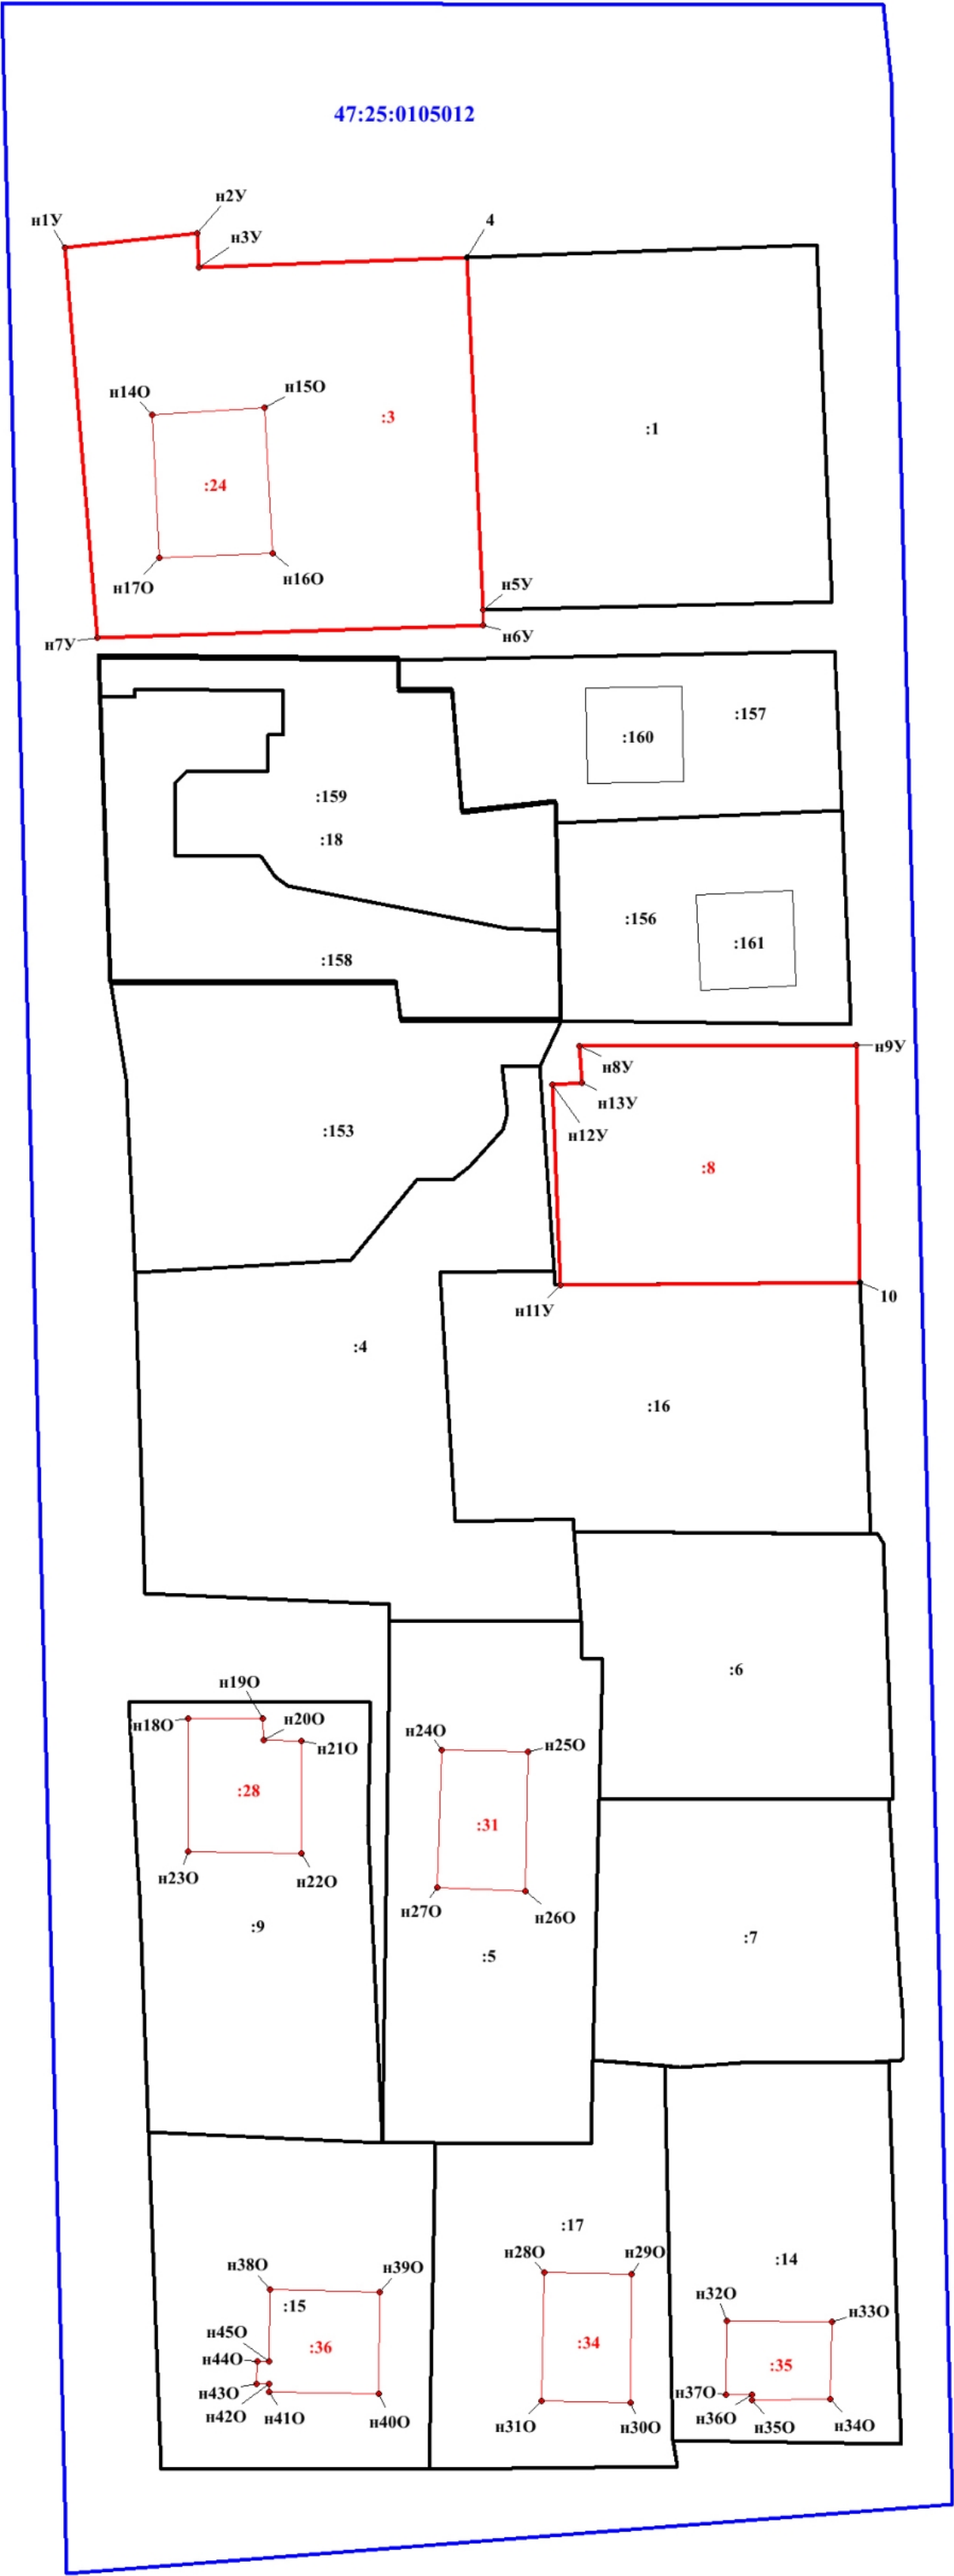 47:25:0105012
н2У
н1У
4
н3У
н15О
н14О
:3
:1
:24
н16О
н5У
н17О
н6У
н7У
:157
:160
:159
:18
:156
:161
:158
н9У
н8У
н13У
:153
н12У
:8
10
н11У
:4
:16
:6
н19О
н20О
н18О
н24О
н25О
н21О
:28
:31
н23О
н22О
н27О
н26О
:9
:7
:5
:17
н28О
н29О
:14
н38О
н39О
н32О
:15
н33О
н45О
:34
:36
н44О
:35
н43О
н37О
н42О
н41О
н40О
н36О
н31О
н30О
н35О
н34О